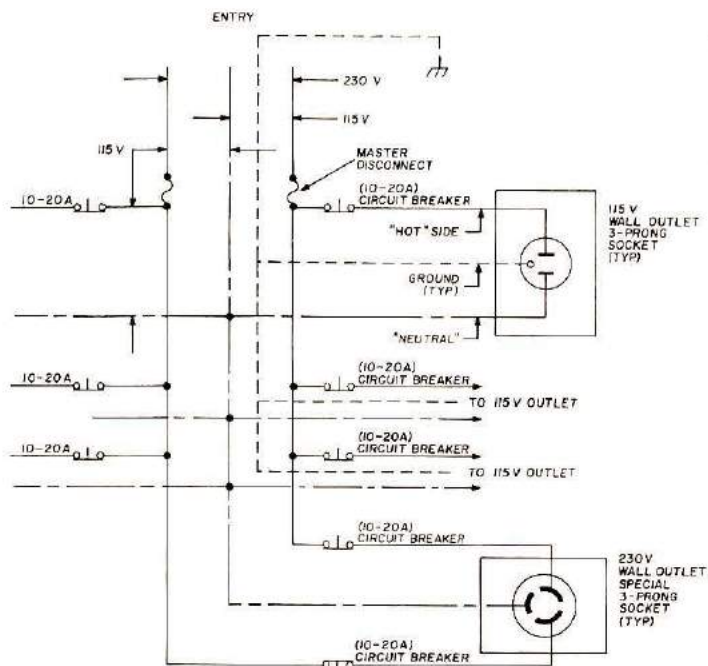 ENTRY
230 V
115 V
115 V
MASTER
DISCONNECT
10-20A
(10-20A)
CIRCUIT BREAKER
"HOT" SIDE
115 V
WALL OUTLET
3-PRONG
SOCKET
(TYP)
GROUND
(TYP)
"NEUTRAL"
10-20A
(10-20A)
CIRCUIT BREAKER
TO 115 V OUTLET
10-20A
(10-20A)
CIRCUIT BREAKER
TO 115 V OUTLET
(10-20A)
CIRCUIT BREAKER
230 V
WALL OUTLET
SPECIAL
3-PRONG
SOCKET
(TYP)
(10-20A)
CIRCUIT BREAKER